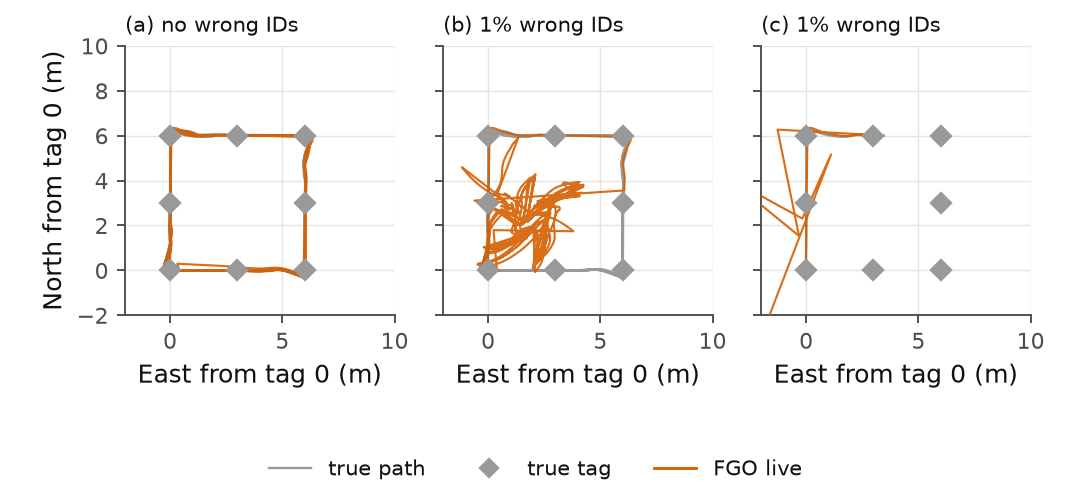 (a) no wrong IDs (b) 1% wrong IDs (c) 1% wrong IDs
North from tag 0 (m)
10
8
6
4
2
0
−2
0 5 10 0 5 10 0 5 10
East from tag 0 (m) East from tag 0 (m) East from tag 0 (m)
true path true tag FGO live